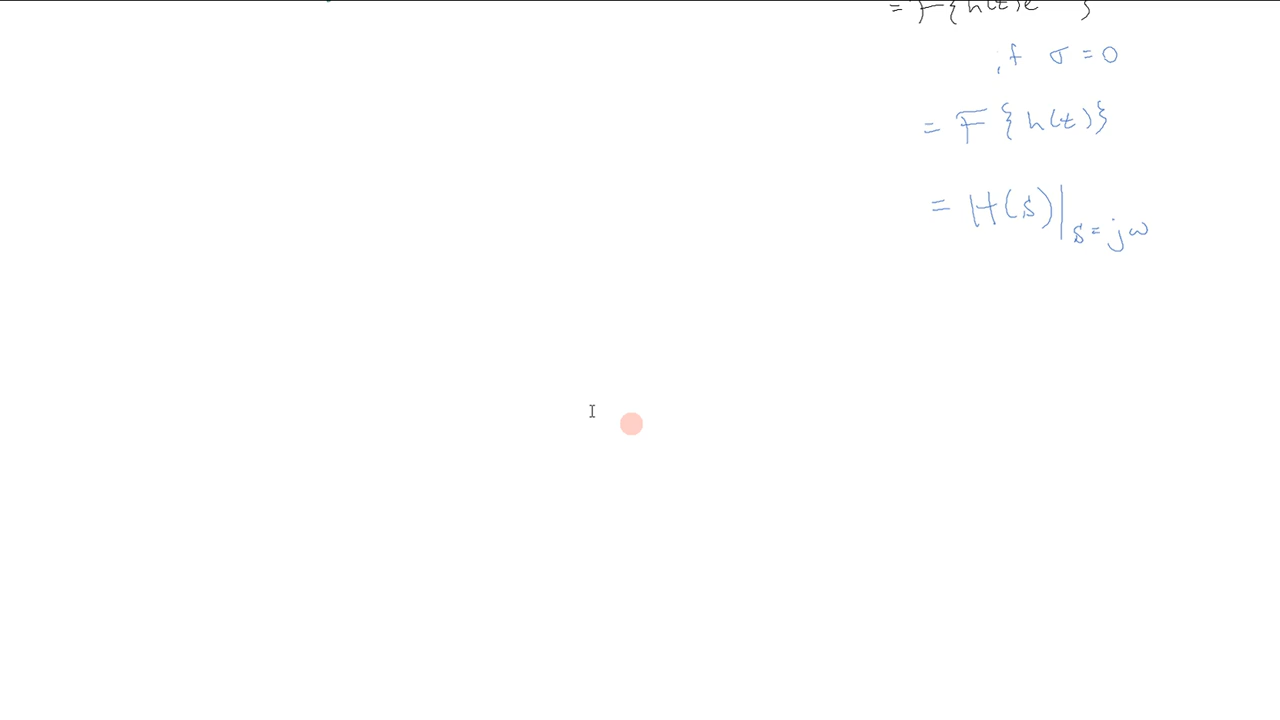 = F{h(t)e }
if σ = 0
= F{h(t)}
= H(s)|s=jω